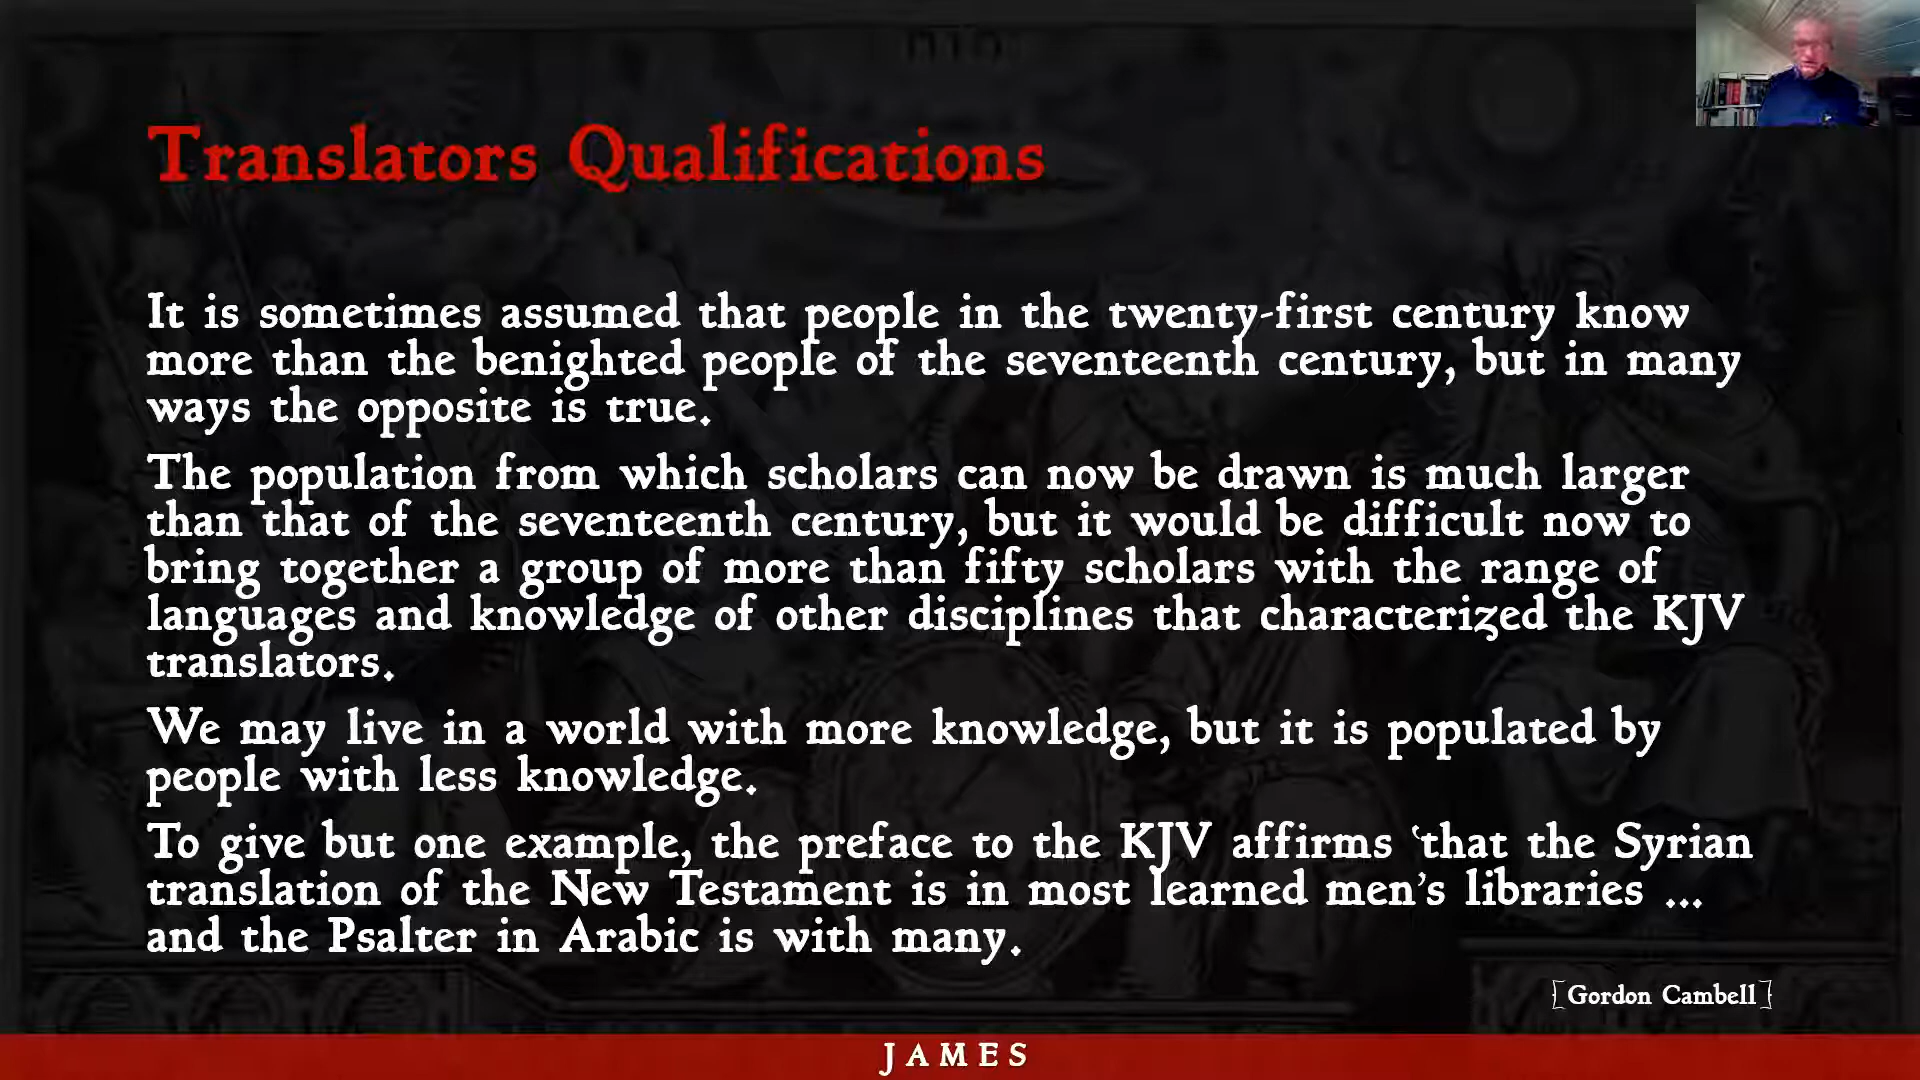 Translators Qualifications
It is sometimes assumed that people in the twenty-first century know
more than the benighted people of the seventeenth century, but in many
ways the opposite is true.
The population from which scholars can now be drawn is much larger
than that of the seventeenth century, but it would be difficult now to
bring together a group of more than fifty scholars with the range of
languages and knowledge of other disciplines that characterized the KJV
translators.
We may live in a world with more knowledge, but it is populated by
people with less knowledge.
To give but one example, the preface to the KJV affirms ‘that the Syrian
translation of the New Testament is in most learned men’s libraries ...
and the Psalter in Arabic is with many.
[Gordon Cambell]
JAMES